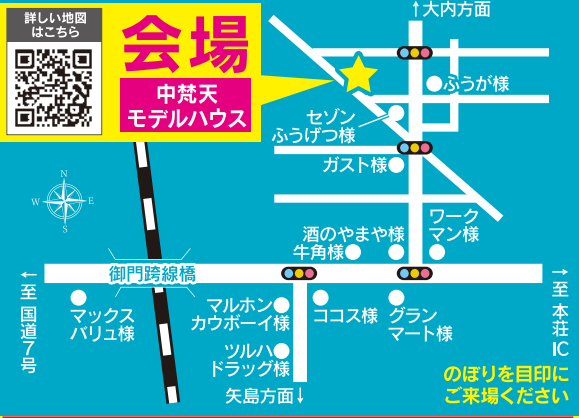 詳しい地図
はこちら
会場
中梵天
モデルハウス
↑大内方面
ふうが様
セゾン
ふうげつ様
ガスト様
N
W
E
S
ワーク
マン様
酒のやまや様
牛角様
御門跨線橋
←至 国道7号
→至 本荘IC
マックス
バリュ様
マルホン
カウボーイ様
ココス様
グラン
マート様
ツルハ
ドラッグ様
矢島方面↓
のぼりを目印に
ご来場ください